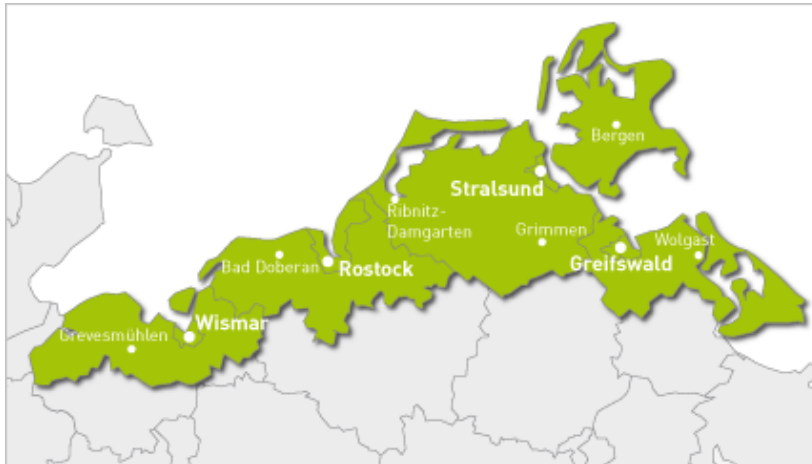 Bergen
Stralsund
Ribnitz-
Damgarten
Grimmen
Greifswald
Wolgast
Bad Doberan
Rostock
Wismar
Grevesmühlen